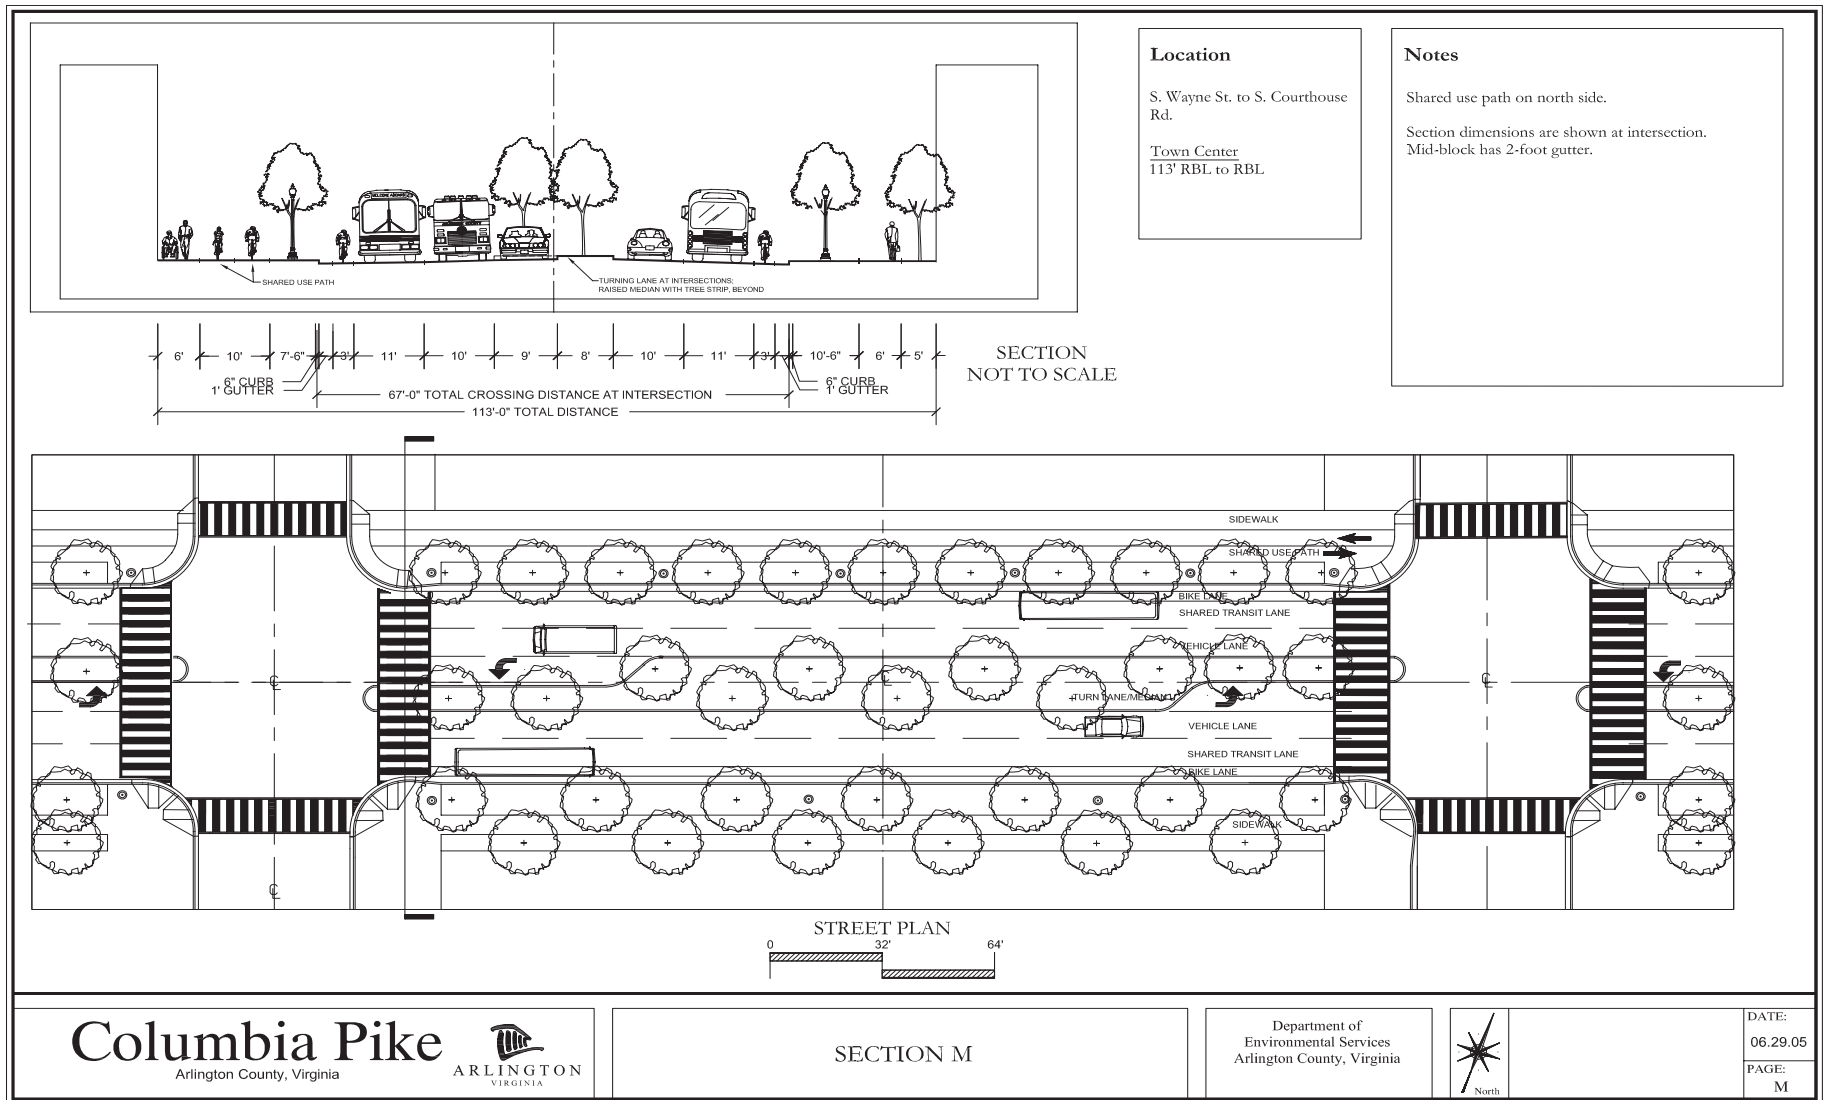 SHARED USE PATH
TURNING LANE AT INTERSECTIONS;
RAISED MEDIAN WITH TREE STRIP, BEYOND
6' 10' 7'-6" 3' 11' 10' 9' 8' 10' 11' 3' 10'-6" 6' 5'
6" CURB
1' GUTTER
6" CURB
1' GUTTER
67'-0" TOTAL CROSSING DISTANCE AT INTERSECTION
113'-0" TOTAL DISTANCE
SECTION
NOT TO SCALE
Location
S. Wayne St. to S. Courthouse
Rd.
Town Center
113' RBL to RBL
Notes
Shared use path on north side.
Section dimensions are shown at intersection.
Mid-block has 2-foot gutter.
SIDEWALK
SHARED USE PATH
BIKE LANE
SHARED TRANSIT LANE
VEHICLE LANE
TURN LANE/MEDIAN
VEHICLE LANE
SHARED TRANSIT LANE
BIKE LANE
SIDEWALK
STREET PLAN
0 32' 64'
Columbia Pike
Arlington County, Virginia
ARLINGTON
VIRGINIA
SECTION M
Department of
Environmental Services
Arlington County, Virginia
North
DATE:
06.29.05
PAGE:
M